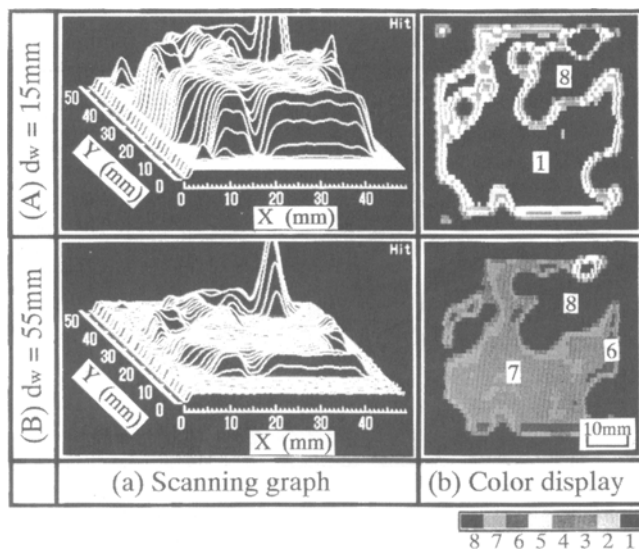 (A) dw = 15mm
Hit
50
40
30
20
10
0
Y (mm)
0 10 20 30 40
X (mm)
8
1
(B) dw = 55mm
Hit
50
40
30
20
10
0
Y (mm)
0 10 20 30 40
X (mm)
8
6
7
10mm
(a) Scanning graph
(b) Color display
8 7 6 5 4 3 2 1